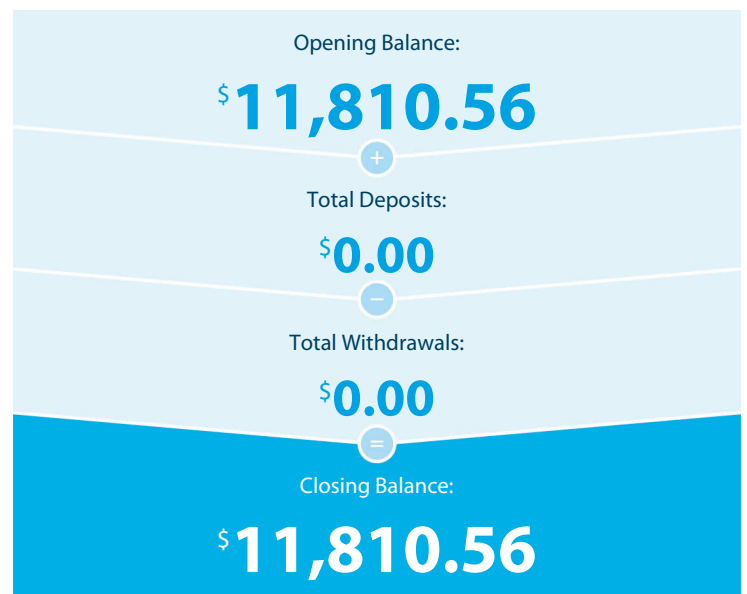 Opening Balance:
$11,810.56
+
Total Deposits:
$0.00
−
Total Withdrawals:
$0.00
=
Closing Balance:
$11,810.56